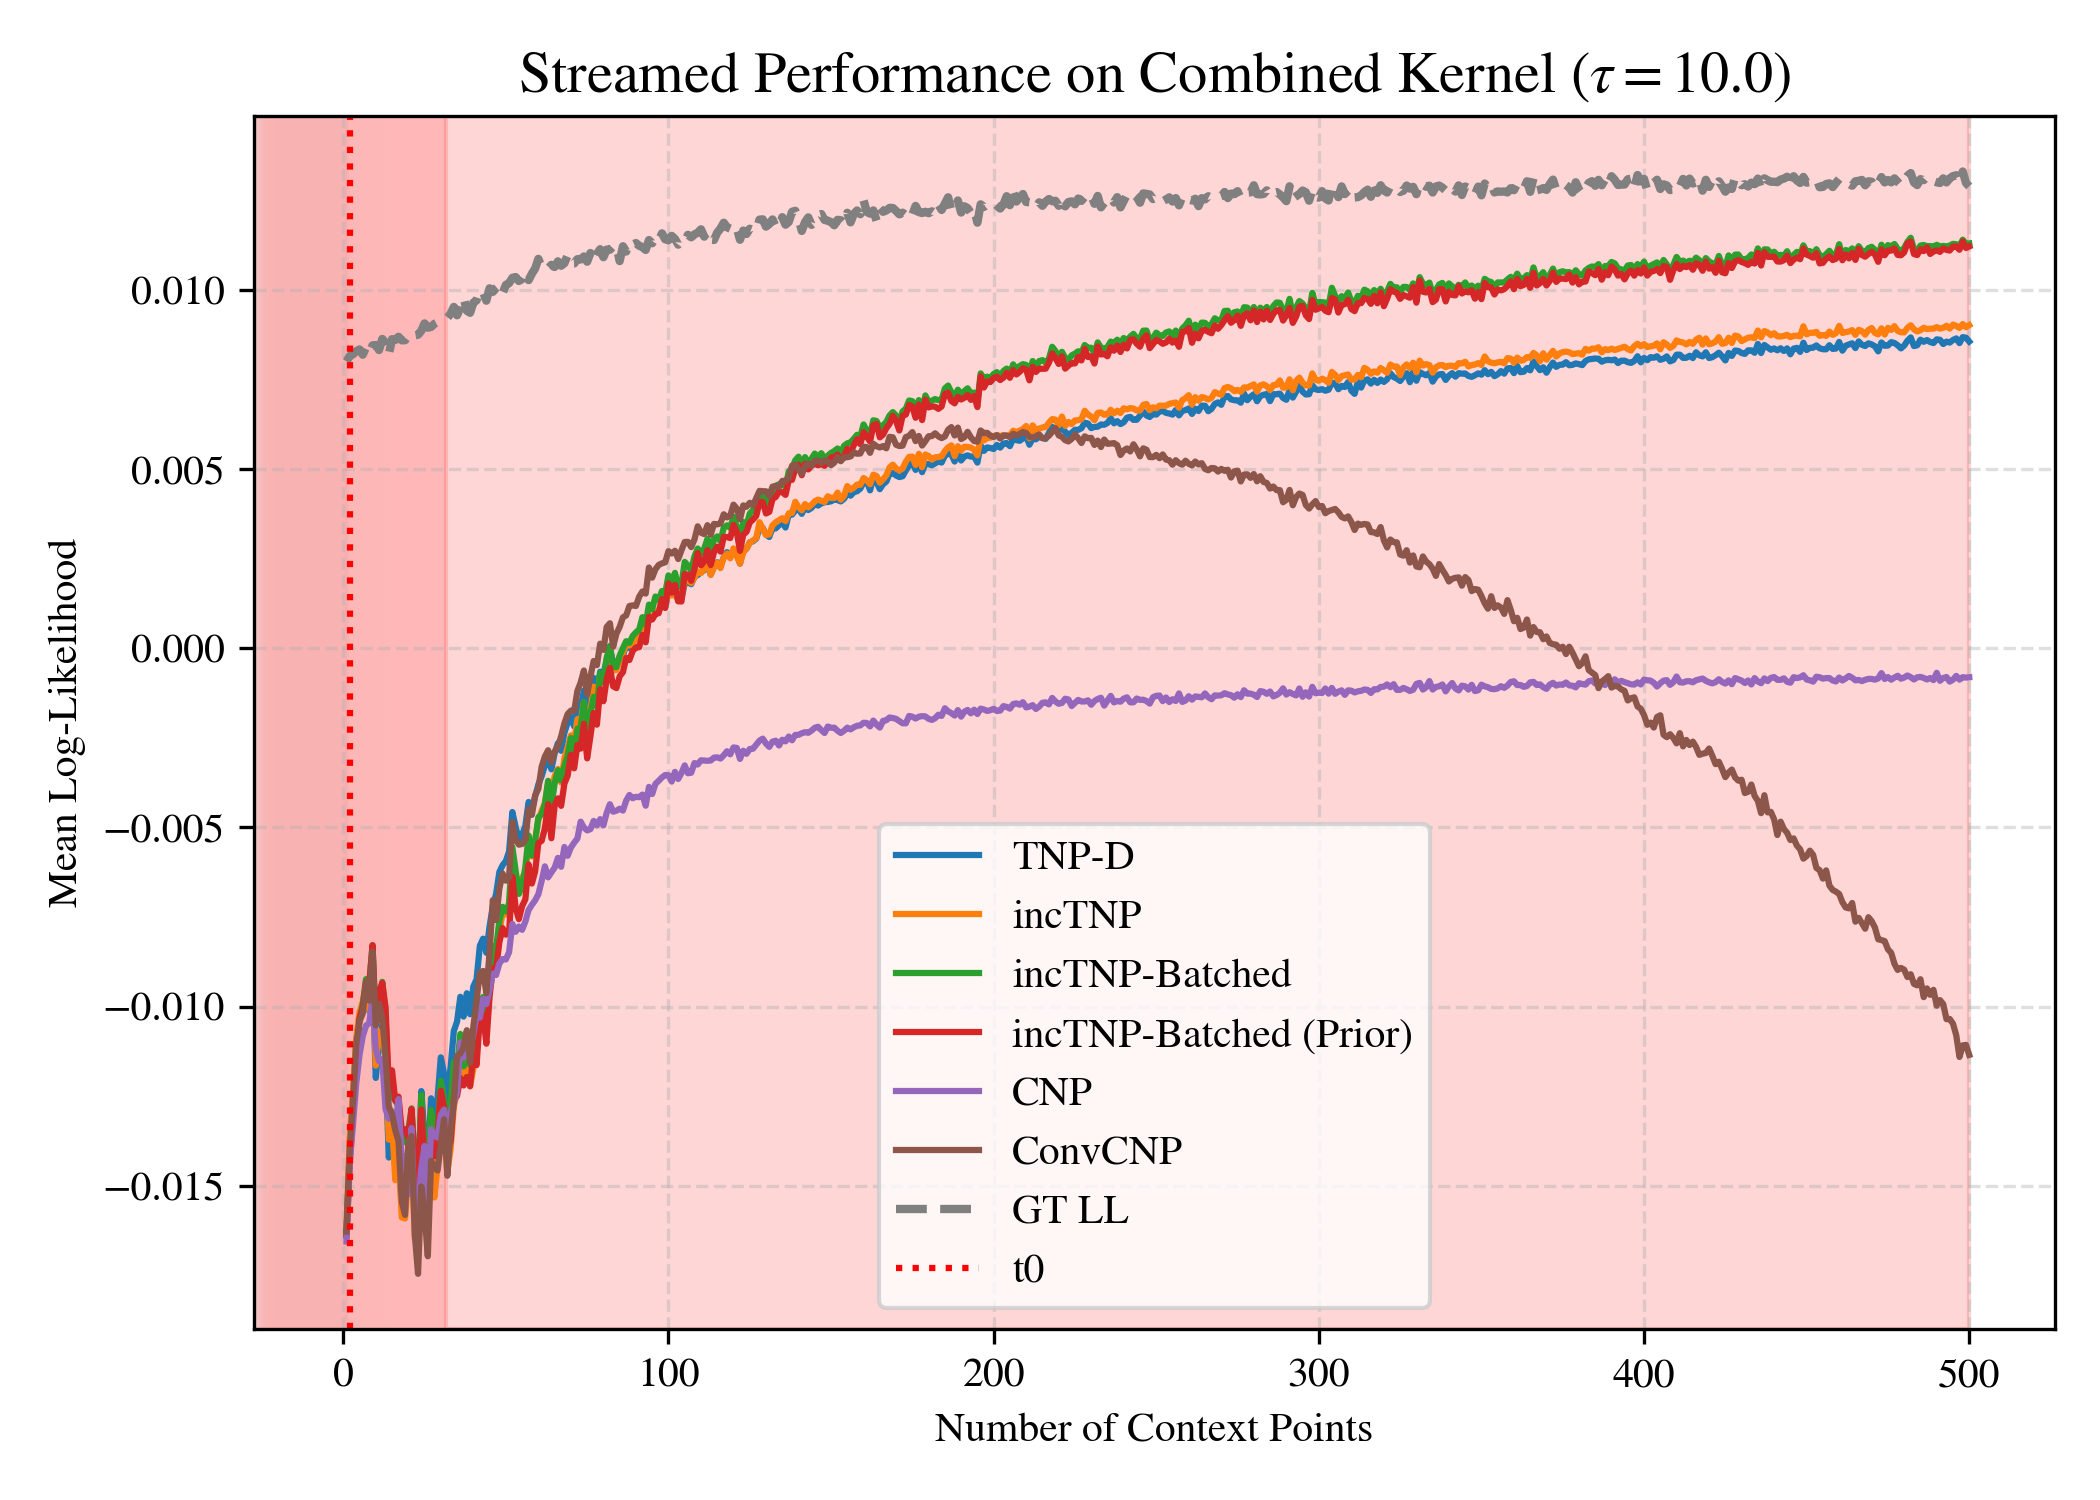 Streamed Performance on Combined Kernel (τ = 10.0)
Mean Log-Likelihood
0.010
0.005
0.000
−0.005
−0.010
−0.015
TNP-D
incTNP
incTNP-Batched
incTNP-Batched (Prior)
CNP
ConvCNP
GT LL
t0
0 100 200 300 400 500
Number of Context Points